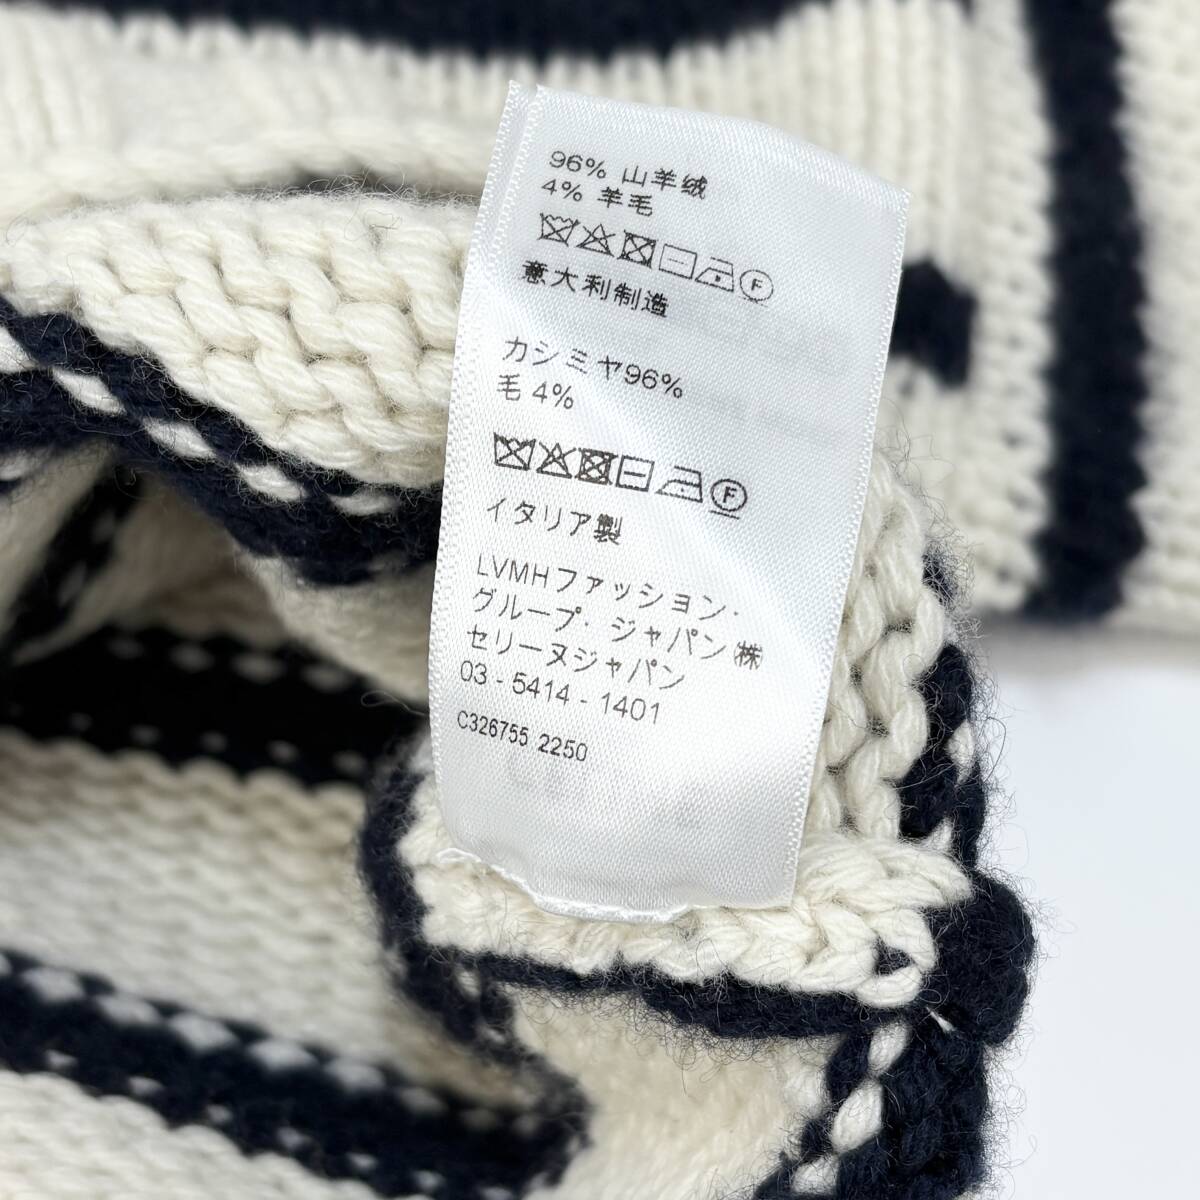 96% 山羊绒
4% 羊毛
F
意大利制造
カシミヤ96%
毛 4%
F
イタリア製
LVMHファッション・
グループ・ジャパン㈱
セリーヌジャパン
03 - 5414 - 1401
C326755 2250